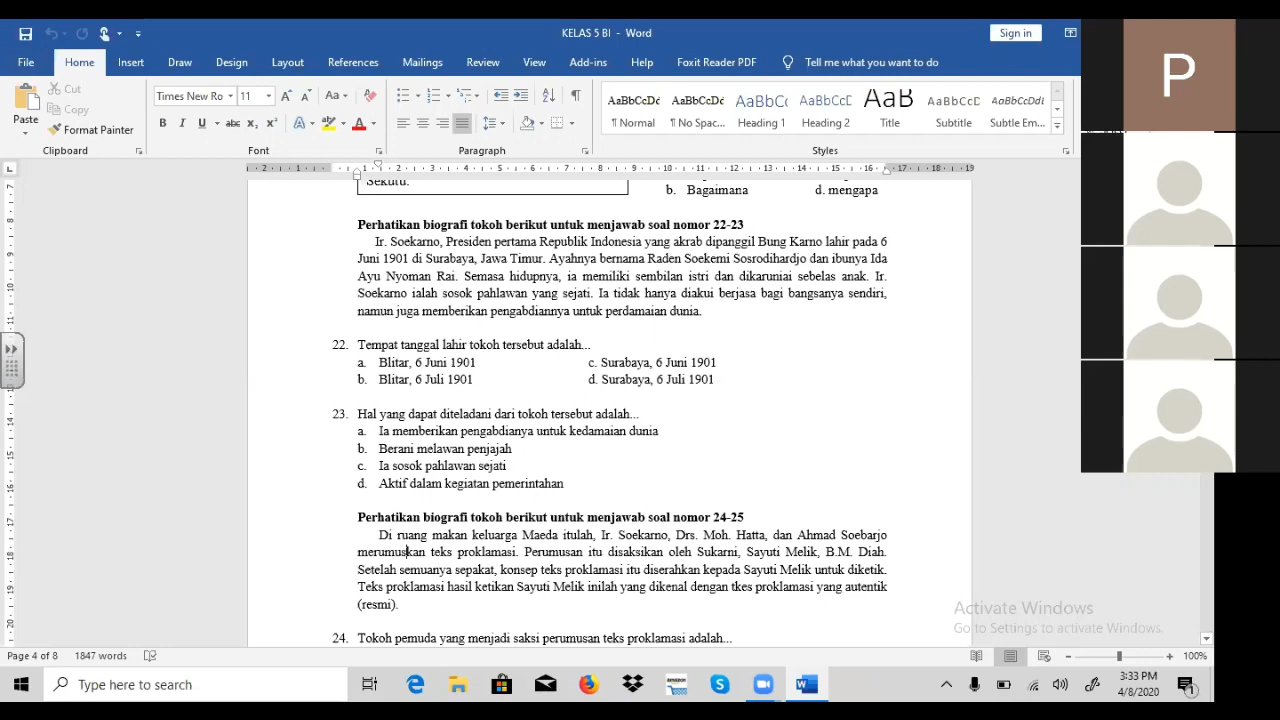 KELAS 5 BI - Word
Sign in
File Home Insert Draw Design Layout References Mailings Review View Add-ins Help Foxit Reader PDF Tell me what you want to do
Paste
Cut
Copy
Format Painter
Clipboard
Times New Ro 11
Font
Paragraph
AaBbCcDd AaBbCcDd AaBbC AaBbCcD AaB AaBbCcD AaBbCcDd
¶ Normal ¶ No Spac... Heading 1 Heading 2 Title Subtitle Subtle Em...
Styles
P
Sekutu.
b. Bagaimana d. mengapa
Perhatikan biografi tokoh berikut untuk menjawab soal nomor 22-23
Ir. Soekarno, Presiden pertama Republik Indonesia yang akrab dipanggil Bung Karno lahir pada 6
Juni 1901 di Surabaya, Jawa Timur. Ayahnya bernama Raden Soekemi Sosrodihardjo dan ibunya Ida
Ayu Nyoman Rai. Semasa hidupnya, ia memiliki sembilan istri dan dikaruniai sebelas anak. Ir.
Soekarno ialah sosok pahlawan yang sejati. Ia tidak hanya diakui berjasa bagi bangsanya sendiri,
namun juga memberikan pengabdiannya untuk perdamaian dunia.
22. Tempat tanggal lahir tokoh tersebut adalah...
a. Blitar, 6 Juni 1901 c. Surabaya, 6 Juni 1901
b. Blitar, 6 Juli 1901 d. Surabaya, 6 Juli 1901
23. Hal yang dapat diteladani dari tokoh tersebut adalah...
a. Ia memberikan pengabdianya untuk kedamaian dunia
b. Berani melawan penjajah
c. Ia sosok pahlawan sejati
d. Aktif dalam kegiatan pemerintahan
Perhatikan biografi tokoh berikut untuk menjawab soal nomor 24-25
Di ruang makan keluarga Maeda itulah, Ir. Soekarno, Drs. Moh. Hatta, dan Ahmad Soebarjo
merumuskan teks proklamasi. Perumusan itu disaksikan oleh Sukarni, Sayuti Melik, B.M. Diah.
Setelah semuanya sepakat, konsep teks proklamasi itu diserahkan kepada Sayuti Melik untuk diketik.
Teks proklamasi hasil ketikan Sayuti Melik inilah yang dikenal dengan tkes proklamasi yang autentik
(resmi).
24. Tokoh pemuda yang menjadi saksi perumusan teks proklamasi adalah...
Activate Windows
Go to Settings to activate Windows.
Page 4 of 8 1847 words 100%
Type here to search
3:33 PM
4/8/2020